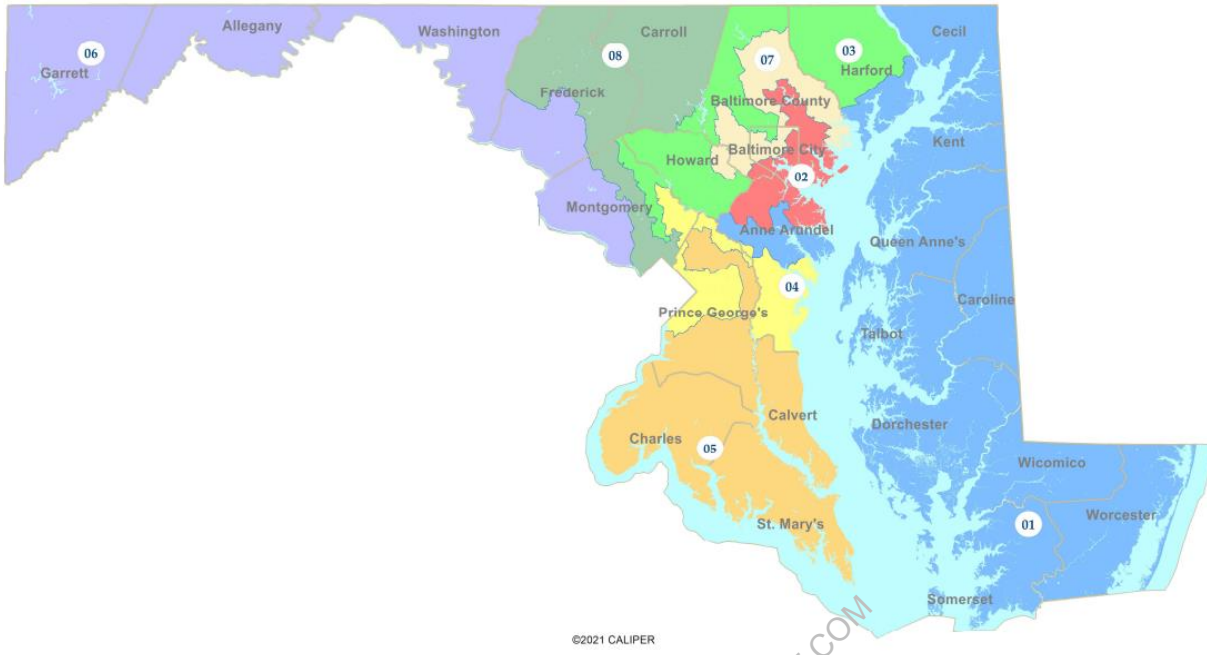 Allegany
Washington
Carroll
Cecil
06
08
07
03
Garrett
Harford
Frederick
Baltimore County
Kent
Baltimore City
Howard
02
Montgomery
Anne Arundel
Queen Anne's
04
Caroline
Prince George's
Talbot
Calvert
Dorchester
Charles
05
Wicomico
St. Mary's
01
Worcester
Somerset
.COM
©2021 CALIPER